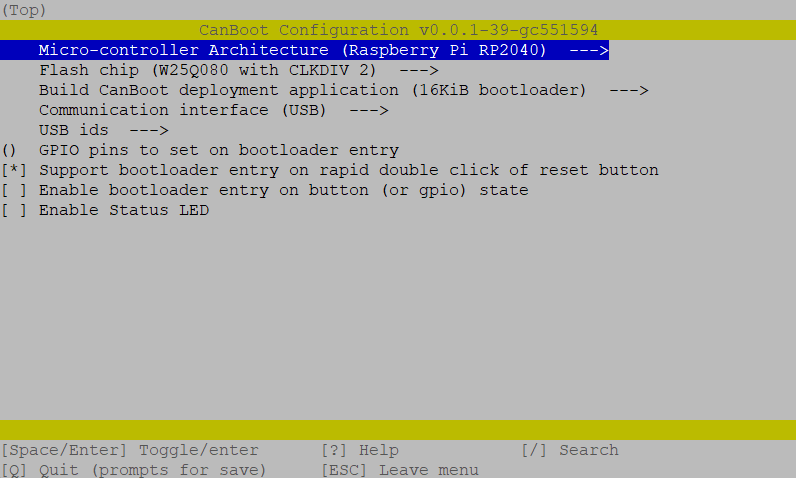 (Top)
CanBoot Configuration v0.0.1-39-gc551594
Micro-controller Architecture (Raspberry Pi RP2040) --->
Flash chip (W25Q080 with CLKDIV 2) --->
Build CanBoot deployment application (16KiB bootloader) --->
Communication interface (USB) --->
USB ids --->
() GPIO pins to set on bootloader entry
[*] Support bootloader entry on rapid double click of reset button
[ ] Enable bootloader entry on button (or gpio) state
[ ] Enable Status LED
[Space/Enter] Toggle/enter [?] Help [/] Search
[Q] Quit (prompts for save) [ESC] Leave menu